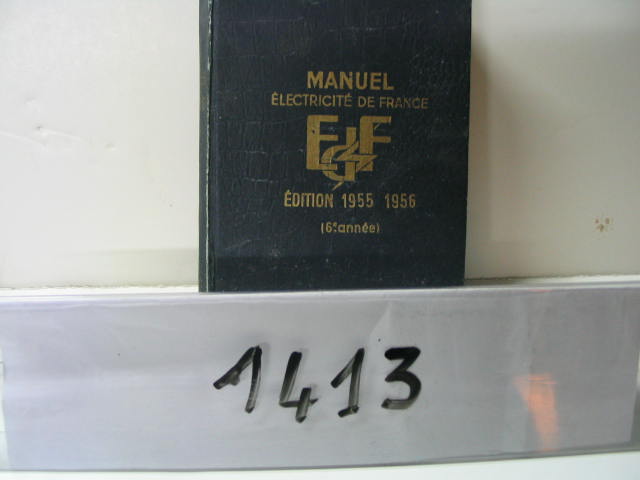 MANUEL
ÉLECTRICITÉ DE FRANCE
EdF
ÉDITION 1955 1956
(6e année)
1413